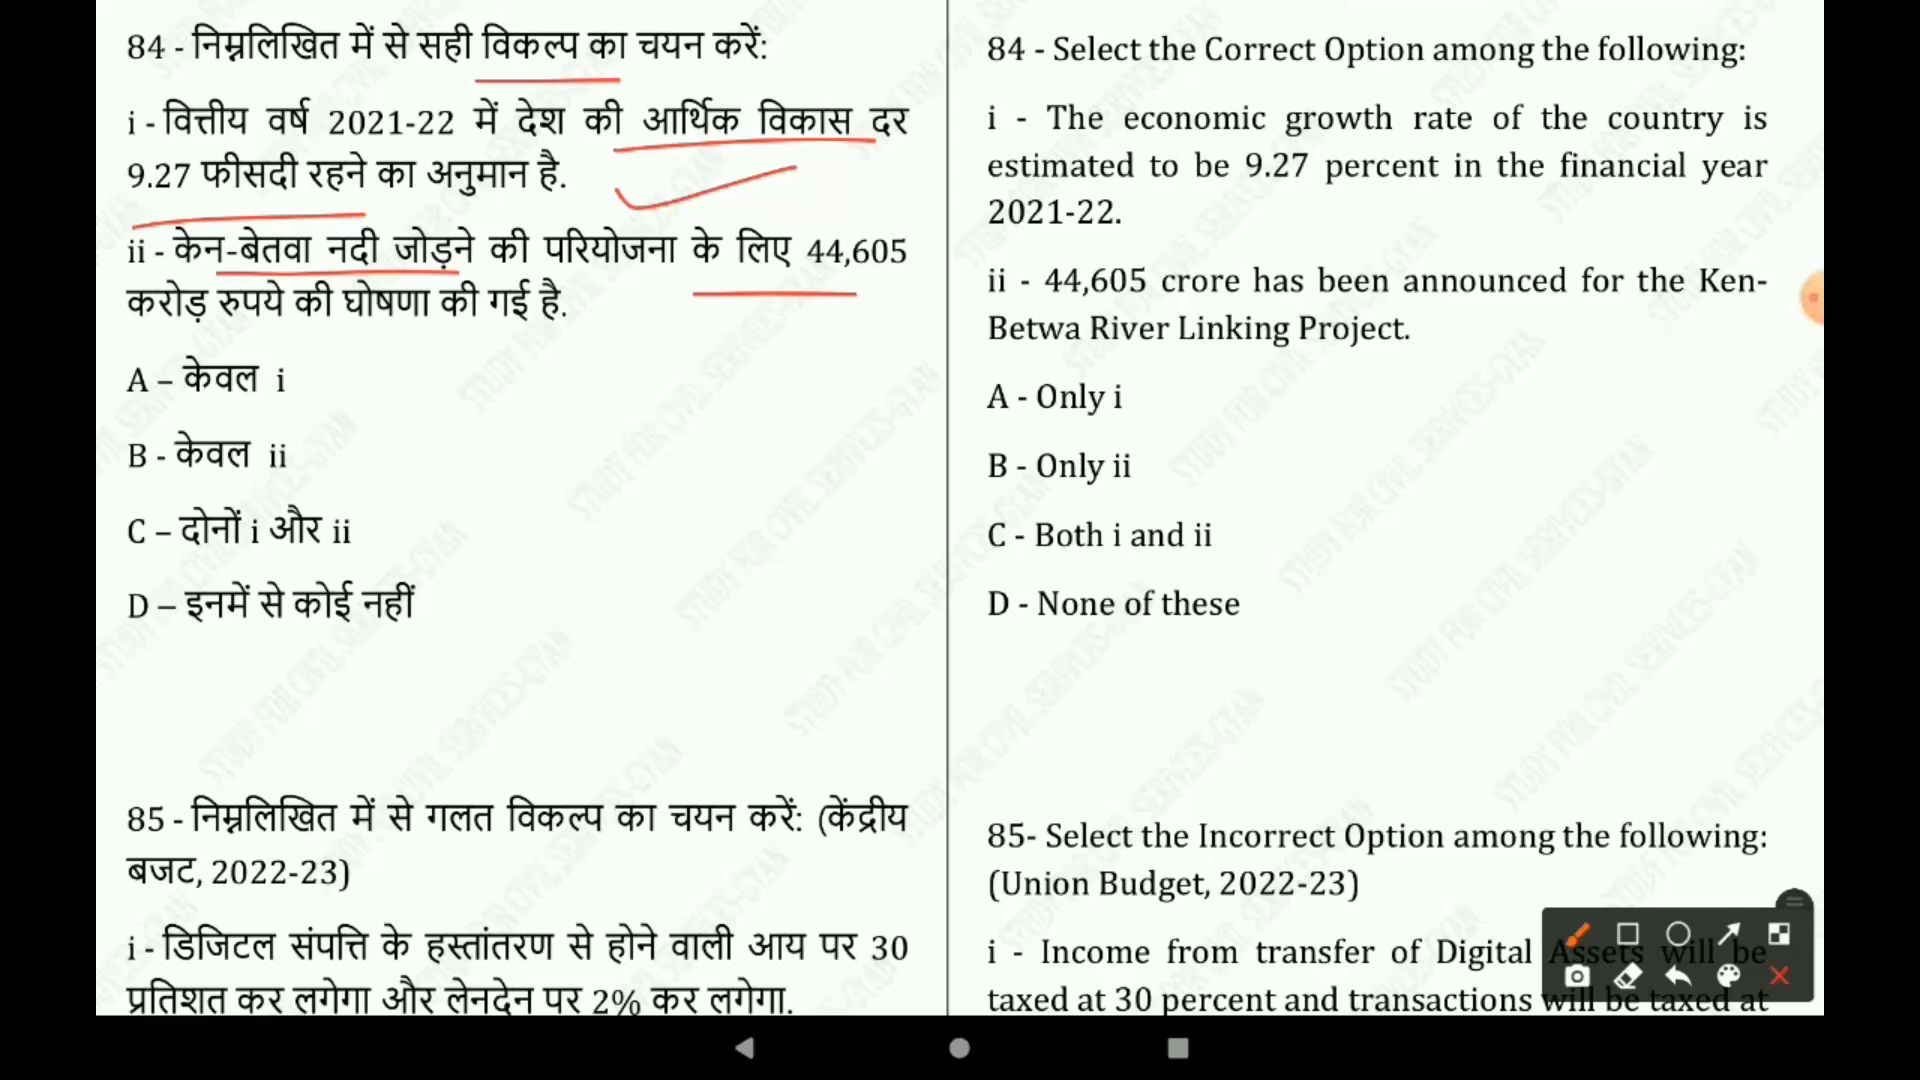 84 - निम्नलिखित में से सही विकल्प का चयन करें:
i - वित्तीय वर्ष 2021-22 में देश की आर्थिक विकास दर
9.27 फीसदी रहने का अनुमान है.
ii - केन-बेतवा नदी जोड़ने की परियोजना के लिए 44,605
करोड़ रुपये की घोषणा की गई है.
A – केवल i
B - केवल ii
C – दोनों i और ii
D – इनमें से कोई नहीं
85 - निम्नलिखित में से गलत विकल्प का चयन करें: (केंद्रीय
बजट, 2022-23)
i - डिजिटल संपत्ति के हस्तांतरण से होने वाली आय पर 30
प्रतिशत कर लगेगा और लेनदेन पर 2% कर लगेगा.
84 - Select the Correct Option among the following:
i - The economic growth rate of the country is
estimated to be 9.27 percent in the financial year
2021-22.
ii - 44,605 crore has been announced for the Ken-
Betwa River Linking Project.
A - Only i
B - Only ii
C - Both i and ii
D - None of these
85- Select the Incorrect Option among the following:
(Union Budget, 2022-23)
i - Income from transfer of Digital Assets will be
taxed at 30 percent and transactions will be taxed at
STUDY FOR CIVIL SERVICES-GYAN